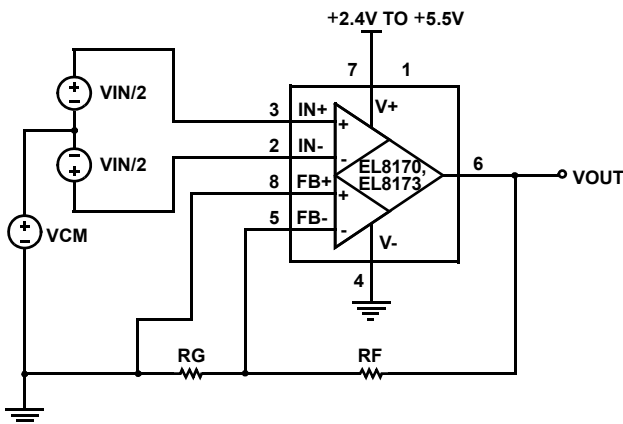 +2.4V TO +5.5V
7
1
VIN/2
3
IN+
+
V+
2
IN-
-
EL8170,
EL8173
6
VOUT
VIN/2
8
FB+
+
5
FB-
-
VCM
V-
4
RG
RF